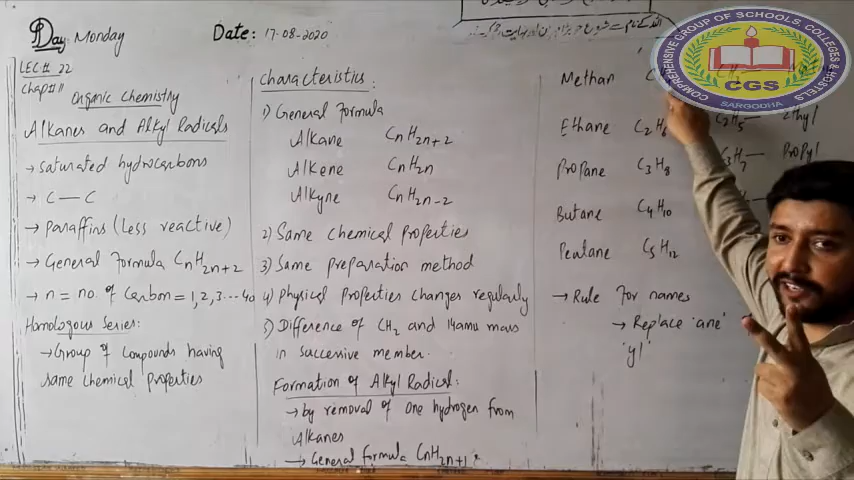 Day: Monday
Date: 17-08-2020
LEC# 22
Chap#11
Organic Chemistry
Alkanes and Alkyl Radicals
→ saturated hydrocarbons
→ C — C
→ paraffins (Less reactive)
→ General Formula CnH2n+2
→ n = no. of Carbon = 1, 2, 3 ... 40
Homologous Series:
→ Group of Compounds having
same chemical properties
Characteristics:
1) General Formula
Alkane CnH2n+2
Alkene CnH2n
Alkyne CnH2n-2
2) Same Chemical Properties
3) Same preparation method
4) Physical Properties changes regularly
5) Difference of CH2 and 14amu mass
in successive member.
Formation of Alkyl Radical:
→ by removal of one hydrogen from
Alkanes
→ General formula CnH2n+1
Methan
Ethane C2H6 C2H5—
Propane C3H8 C3H7— Propyl
Butane C4H10
Pentane C5H12
→ Rule for names
→ Replace 'ane'
'yl'
COMPREHENSIVE GROUP OF SCHOOLS, COLLEGES & HOSTELS
CGS
SARGODHA